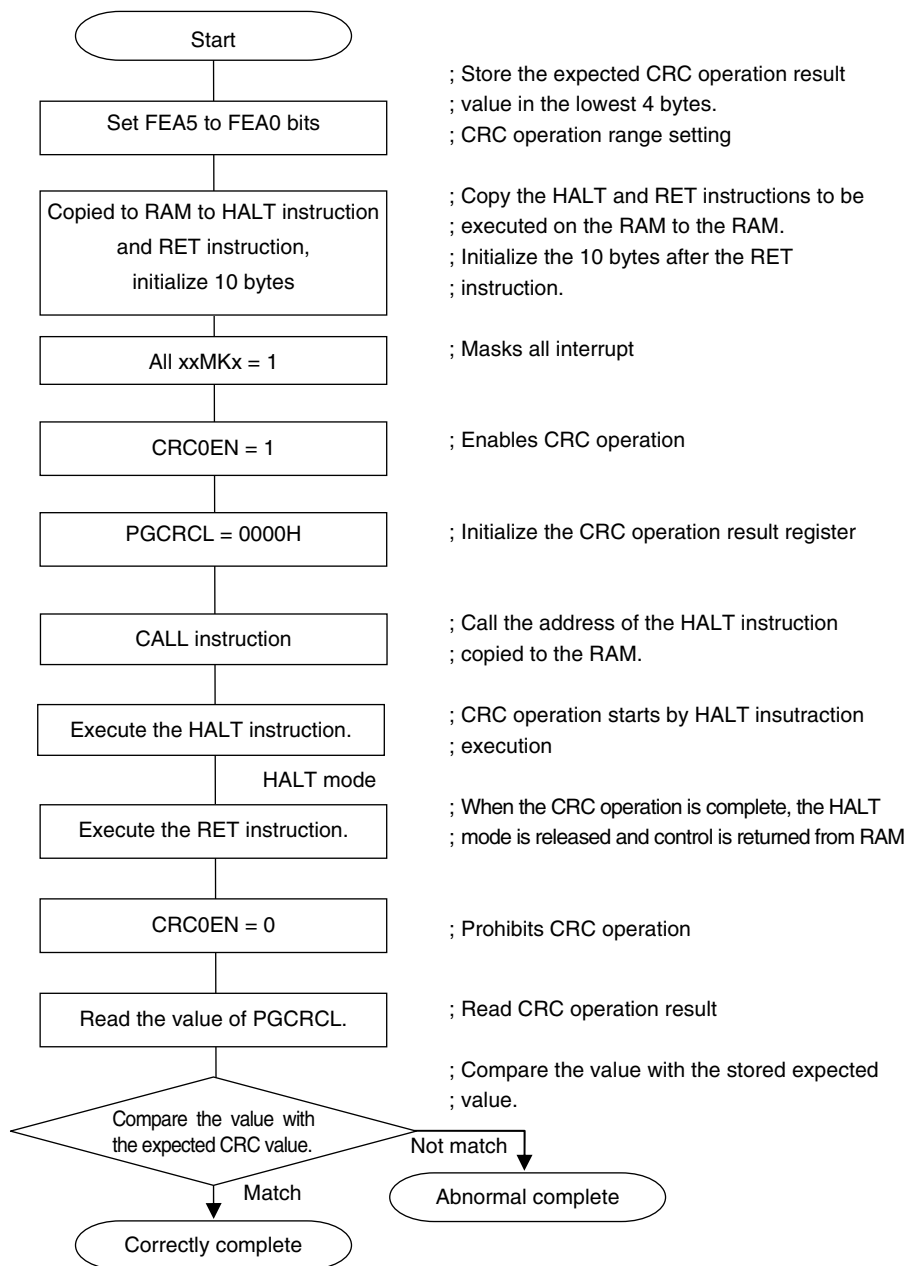 Start
; Store the expected CRC operation result
; value in the lowest 4 bytes.
Set FEA5 to FEA0 bits
; CRC operation range setting
Copied to RAM to HALT instruction
and RET instruction,
initialize 10 bytes
; Copy the HALT and RET instructions to be
; executed on the RAM to the RAM.
; Initialize the 10 bytes after the RET
; instruction.
All xxMKx = 1
; Masks all interrupt
CRC0EN = 1
; Enables CRC operation
PGCRCL = 0000H
; Initialize the CRC operation result register
CALL instruction
; Call the address of the HALT instruction
; copied to the RAM.
Execute the HALT instruction.
; CRC operation starts by HALT insutraction
; execution
HALT mode
Execute the RET instruction.
; When the CRC operation is complete, the HALT
; mode is released and control is returned from RAM
CRC0EN = 0
; Prohibits CRC operation
Read the value of PGCRCL.
; Read CRC operation result
; Compare the value with the stored expected
; value.
Compare the value with
the expected CRC value.
Not match
Match
Abnormal complete
Correctly complete